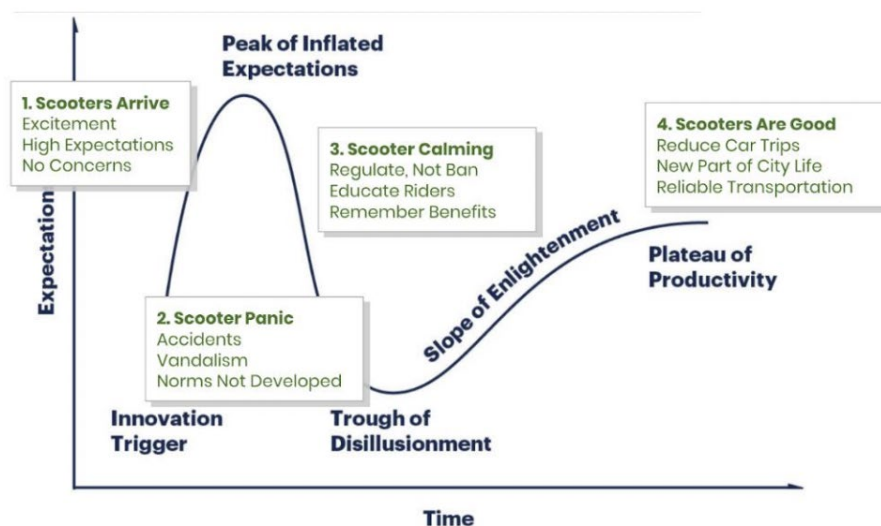 Peak of Inflated
Expectations
1. Scooters Arrive
Excitement
High Expectations
No Concerns
3. Scooter Calming
Regulate, Not Ban
Educate Riders
Remember Benefits
4. Scooters Are Good
Reduce Car Trips
New Part of City Life
Reliable Transportation
Expectation
Slope of Enlightenment
Plateau of
Productivity
2. Scooter Panic
Accidents
Vandalism
Norms Not Developed
Innovation
Trigger
Trough of
Disillusionment
Time